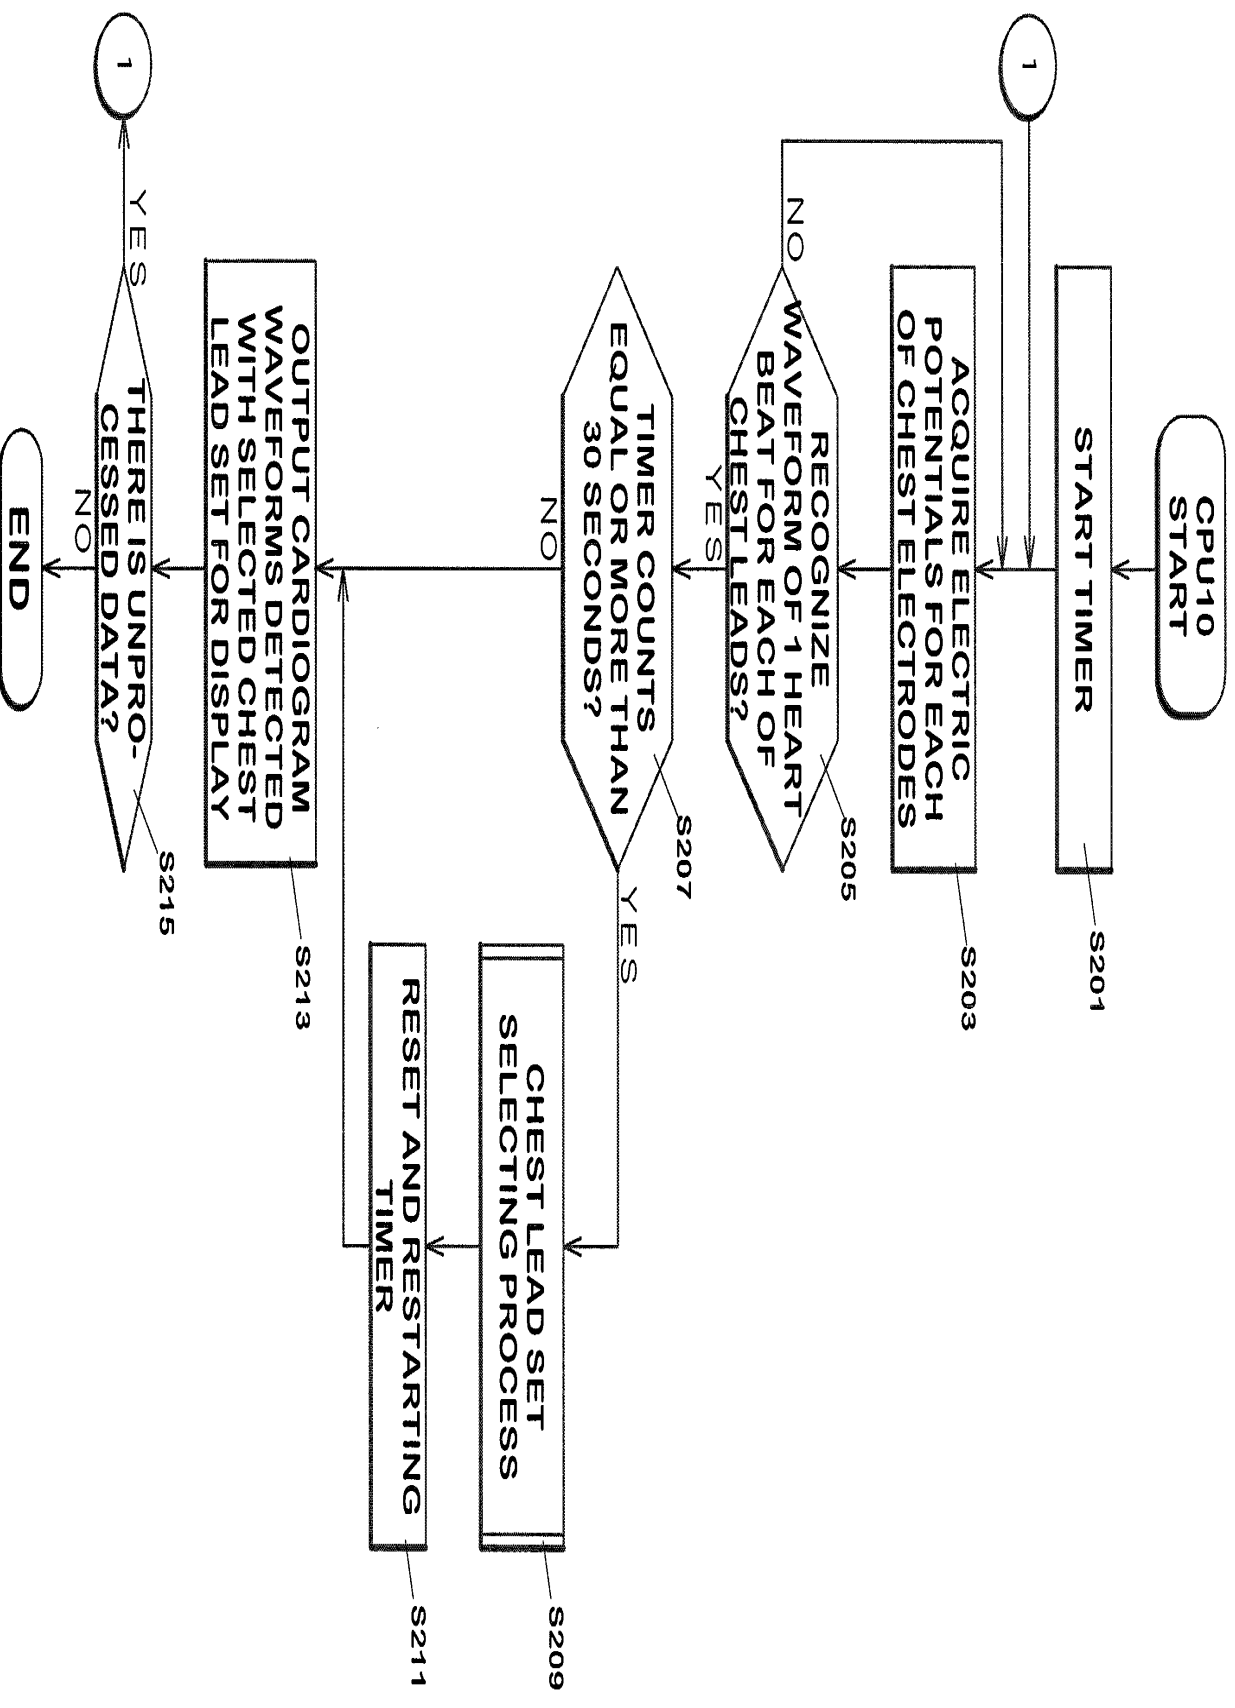 CPU10
START
START TIMER
S201
1
ACQUIRE ELECTRIC
POTENTIALS FOR EACH
OF CHEST ELECTRODES
S203
RECOGNIZE
WAVEFORM OF 1 HEART
BEAT FOR EACH OF
CHEST LEADS?
S205
NO
YES
TIMER COUNTS
EQUAL OR MORE THAN
30 SECONDS?
S207
YES
NO
CHEST LEAD SET
SELECTING PROCESS
S209
RESET AND RESTARTING
TIMER
S211
OUTPUT CARDIOGRAM
WAVEFORMS DETECTED
WITH SELECTED CHEST
LEAD SET FOR DISPLAY
S213
THERE IS UNPRO-
CESSED DATA?
S215
YES
1
NO
END